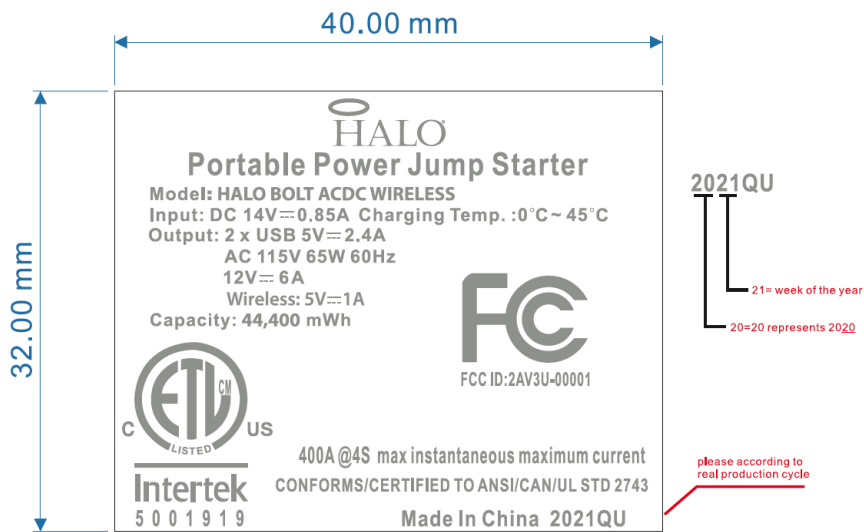 40.00 mm
32.00 mm
HALO
Portable Power Jump Starter
Model: HALO BOLT ACDC WIRELESS
Input: DC 14V⎓0.85A Charging Temp. :0°C~ 45°C
Output: 2 x USB 5V⎓2.4A
AC 115V 65W 60Hz
12V⎓6A
Wireless: 5V⎓1A
Capacity: 44,400 mWh
FC
FCC ID:2AV3U-00001
ETL CM
C US
LISTED
Intertek
5001919
400A @4S max instantaneous maximum current
CONFORMS/CERTIFIED TO ANSI/CAN/UL STD 2743
Made In China 2021QU
2021QU
21= week of the year
20=20 represents 2020
please according to
real production cycle